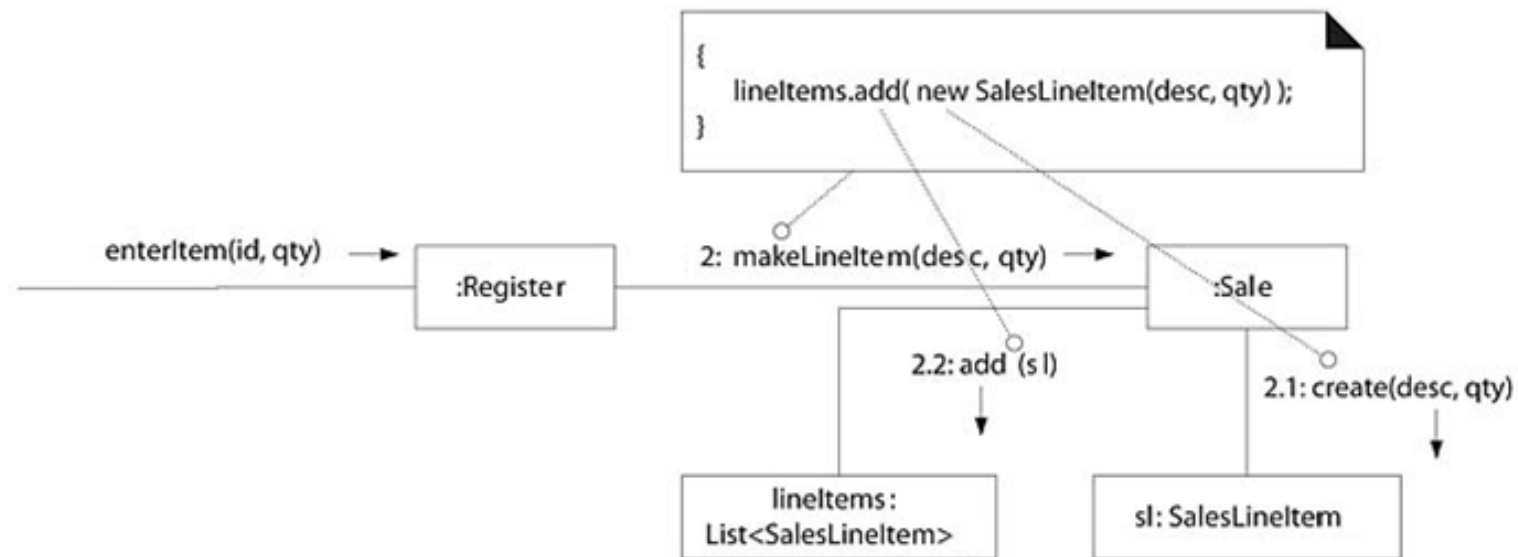 {
lineItems.add( new SalesLineItem(desc, qty) );
}
enterItem(id, qty)
:Register
2: makeLineItem(desc, qty)
:Sale
2.2: add (sl)
2.1: create(desc, qty)
lineItems:
List<SalesLineItem>
sl: SalesLineItem